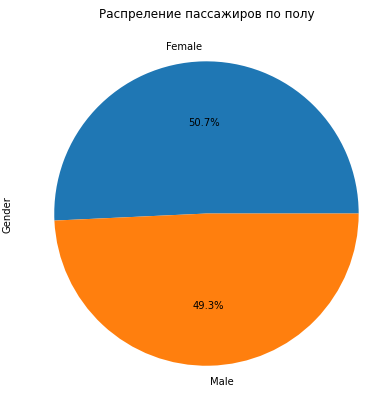 Распреление пассажиров по полу
Female
50.7%
Gender
49.3%
Male